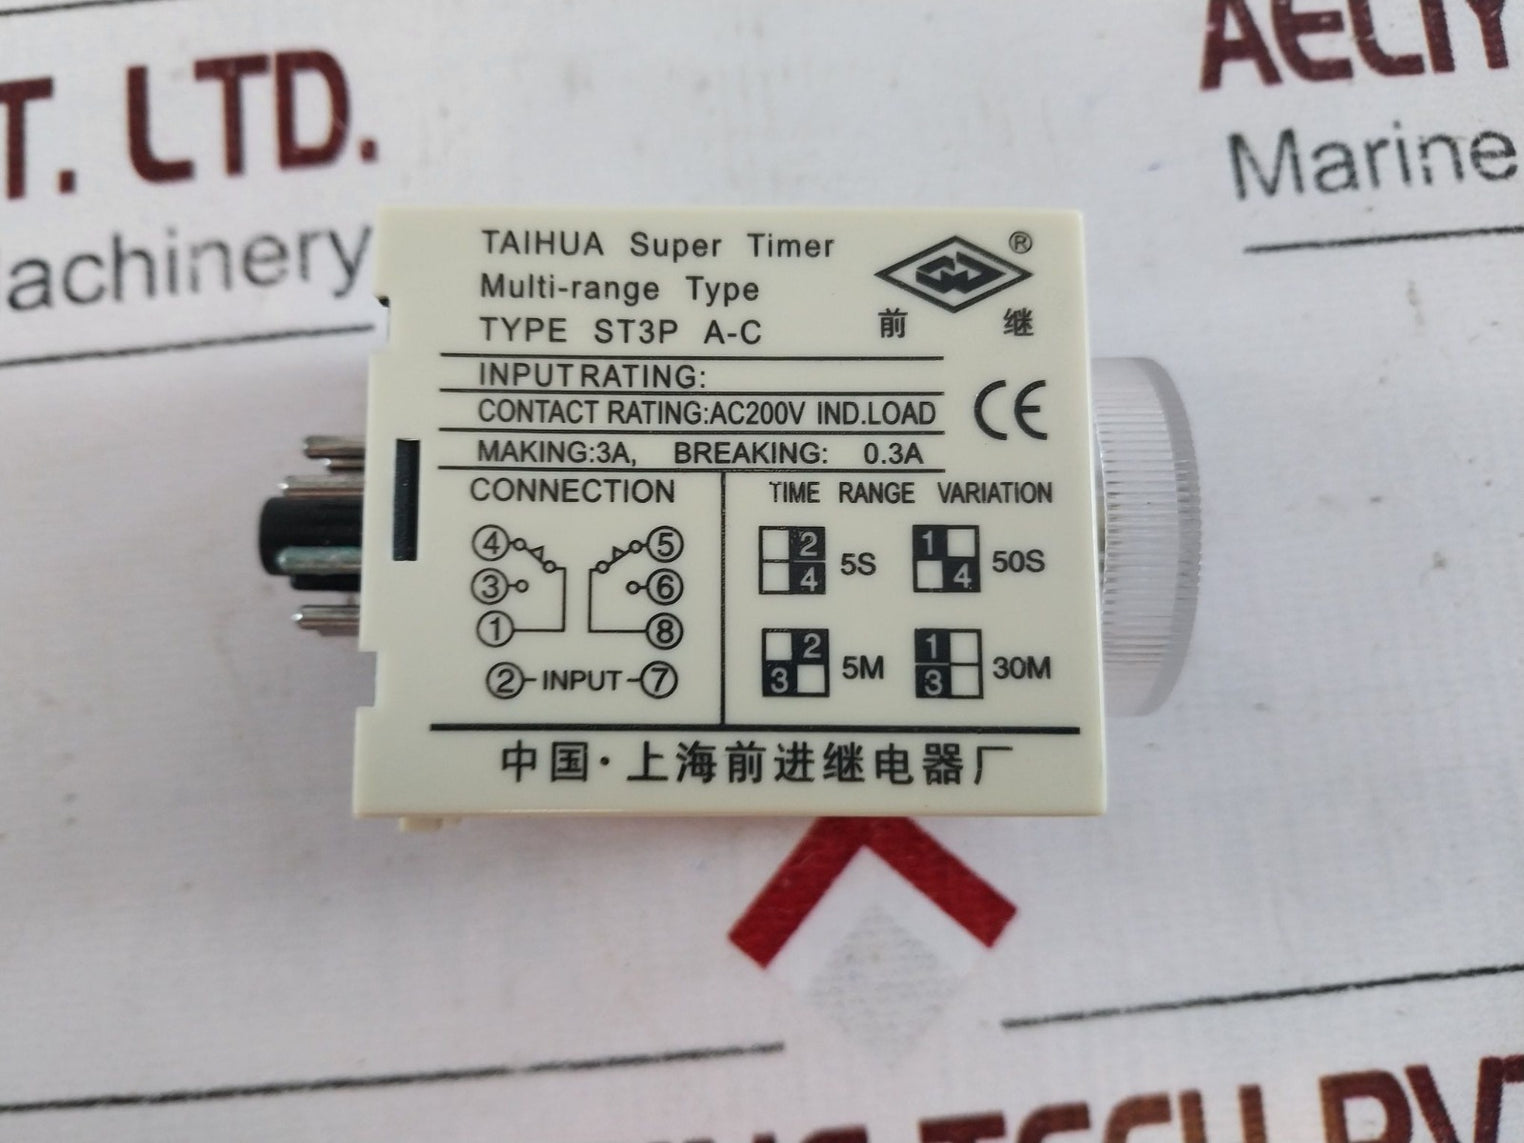 T. LTD.
AELIY
Marine
achinery
TAIHUA Super Timer
Multi-range Type
TYPE ST3P A-C
®
前 继
INPUT RATING:
CONTACT RATING:AC200V IND.LOAD
CE
MAKING:3A, BREAKING: 0.3A
CONNECTION
TIME RANGE VARIATION
④ ⑤
③ ⑥
① ⑧
②-INPUT-⑦
2 4 5S
1 4 50S
2 3 5M
1 3 30M
中国·上海前进继电器厂